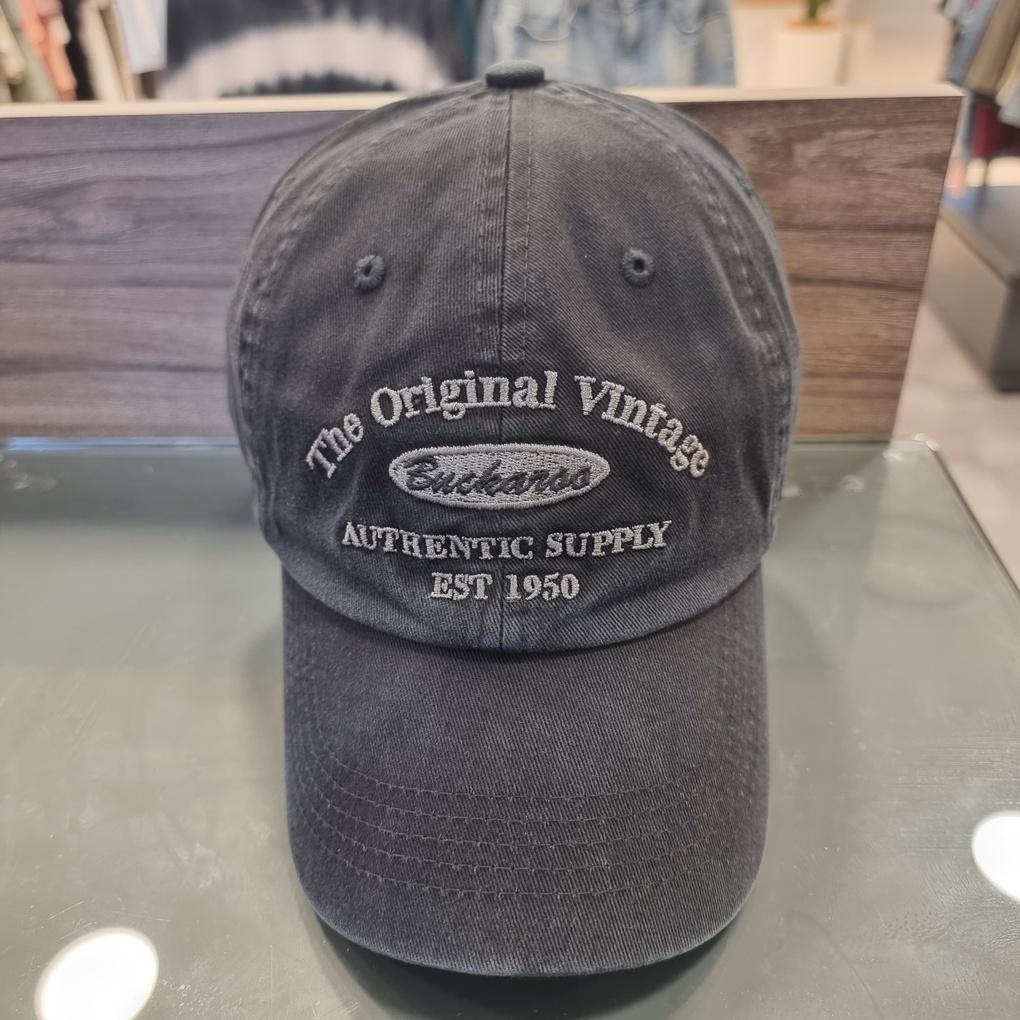 The Original Vintage
Buckaroo
AUTHENTIC SUPPLY
EST 1950